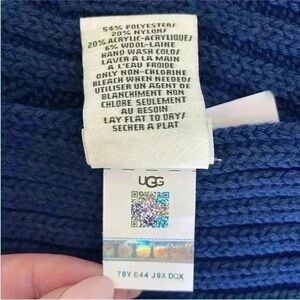 54% POLYESTER/
20% NYLON/
20% ACRYLIC-ACRYLIQUE/
6% WOOL-LAINE
HAND WASH COLD/
LAVER A LA MAIN
A L'EAU FROIDE
ONLY NON-CHLORINE
BLEACH WHEN NEEDED/
UTILISER UN AGENT DE
BLANCHIMENT NON
CHLORE SEULEMENT
AU BESOIN
LAY FLAT TO DRY/
SECHER A PLAT
UGG
78Y E44 J9X DQX